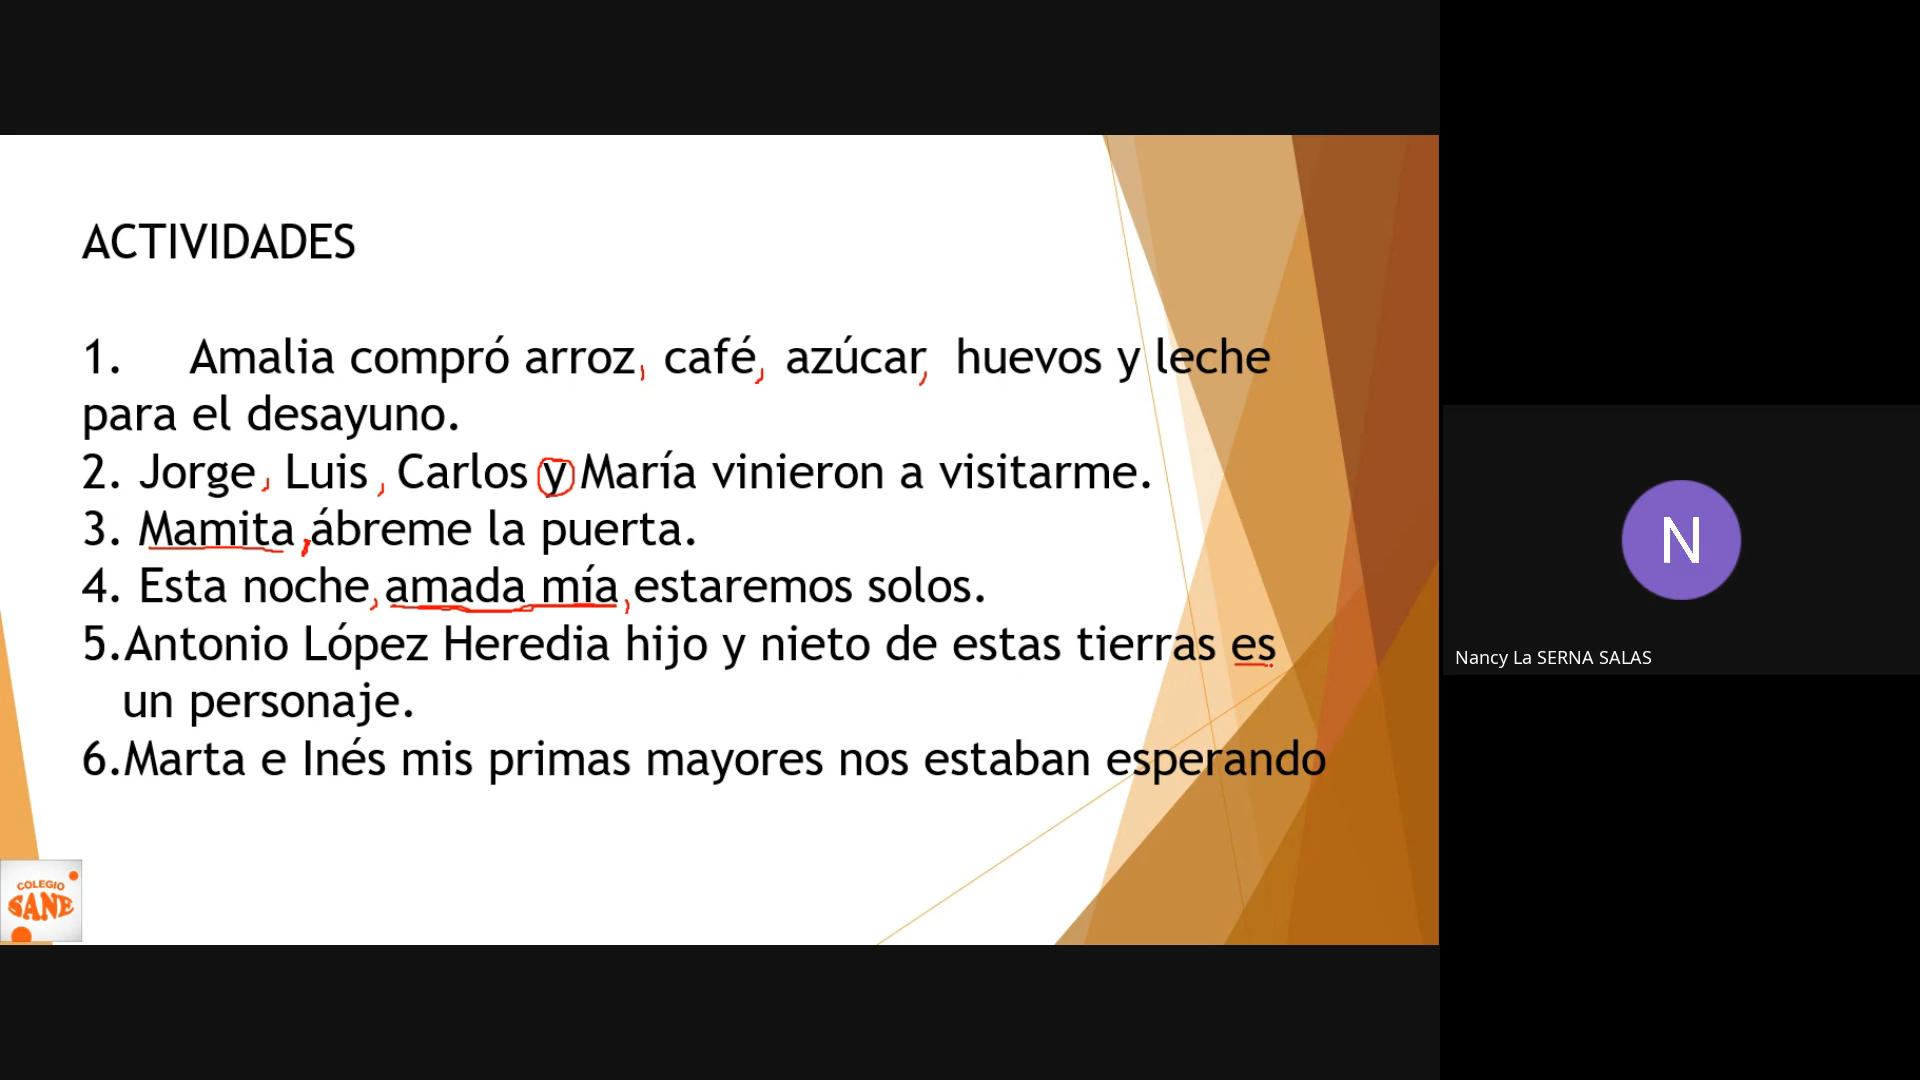 ACTIVIDADES
1. Amalia compró arroz, café, azúcar, huevos y leche
para el desayuno.
2. Jorge, Luis, Carlos y María vinieron a visitarme.
3. Mamita, ábreme la puerta.
4. Esta noche, amada mía, estaremos solos.
5.Antonio López Heredia hijo y nieto de estas tierras es
un personaje.
6.Marta e Inés mis primas mayores nos estaban esperando
COLEGIO
SANE
N
Nancy La SERNA SALAS